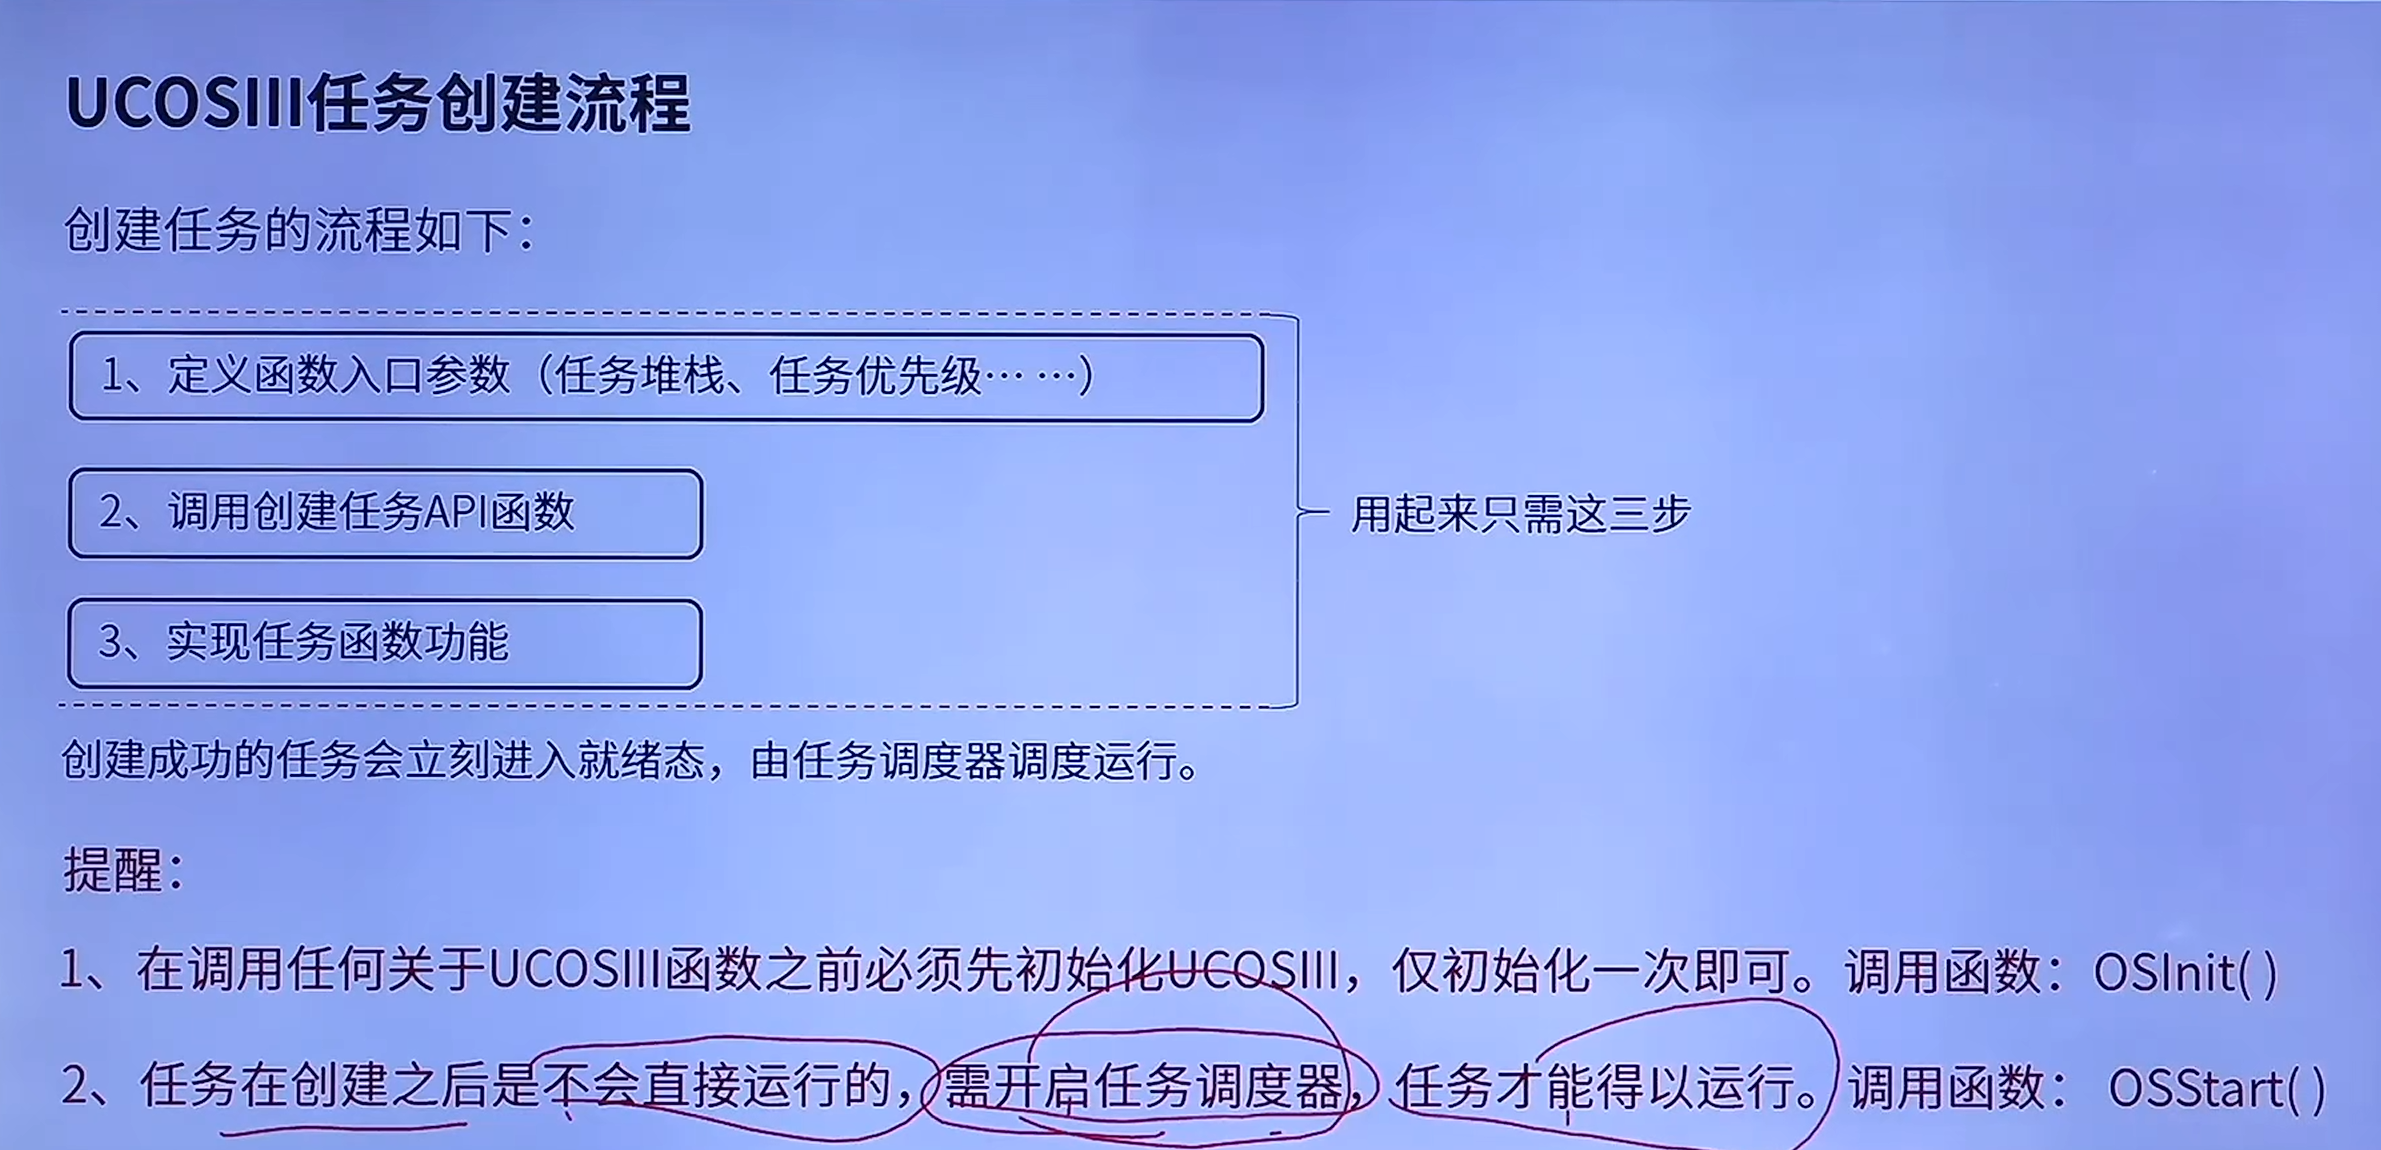 UCOSIII任务创建流程
创建任务的流程如下：
1、定义函数入口参数（任务堆栈、任务优先级… …）
2、调用创建任务API函数
用起来只需这三步
3、实现任务函数功能
创建成功的任务会立刻进入就绪态，由任务调度器调度运行。
提醒：
1、在调用任何关于UCOSIII函数之前必须先初始化UCOSIII，仅初始化一次即可。调用函数：OSInit( )
2、任务在创建之后是不会直接运行的，需开启任务调度器，任务才能得以运行。调用函数： OSStart( )